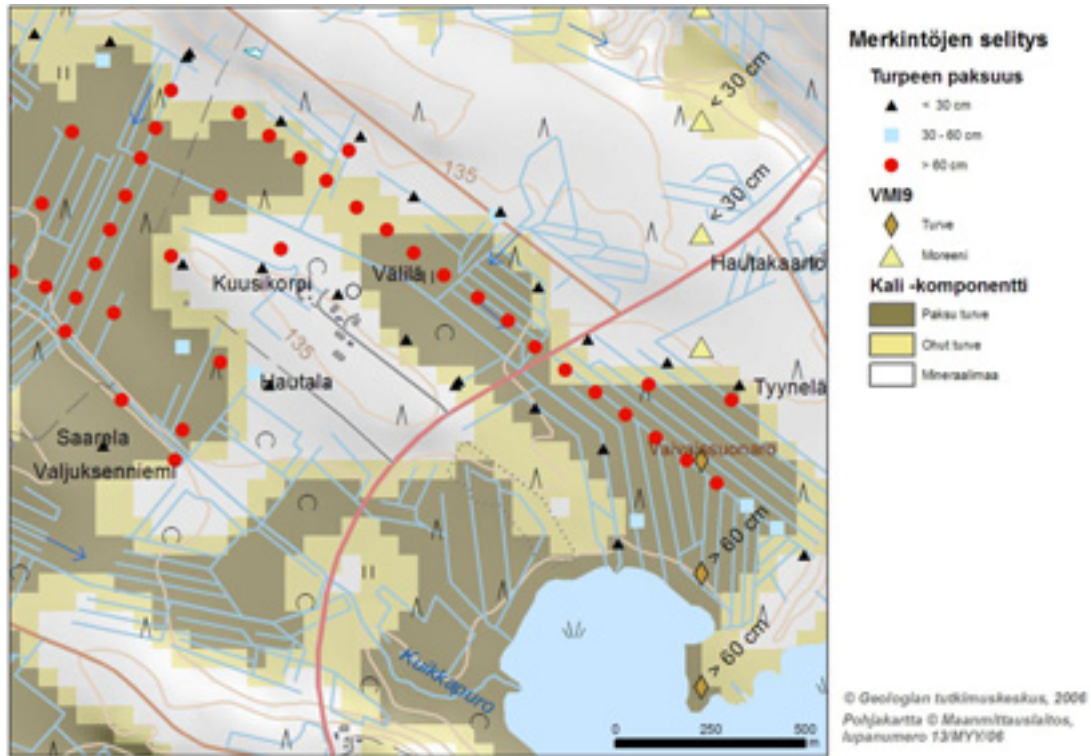 Merkintöjen selitys
Turpeen paksuus
< 30 cm
30 - 60 cm
> 60 cm
VMI9
Turve
Moreeni
Kali -komponentti
Paksu turve
Ohut turve
Mineraalimaa
< 30 cm
135
< 30 cm
Hautakaarto
Välilä
Kuusikorpi
135
Hautala
Tyynelä
Saarela
Valjuksenniemi
> 60 cm
> 60 cm
Kuikkapuro
0 250 500
m
© Geologian tutkimuskeskus, 2006
Pohjakartta © Maanmittauslaitos,
lupanumero 13/MYY/06